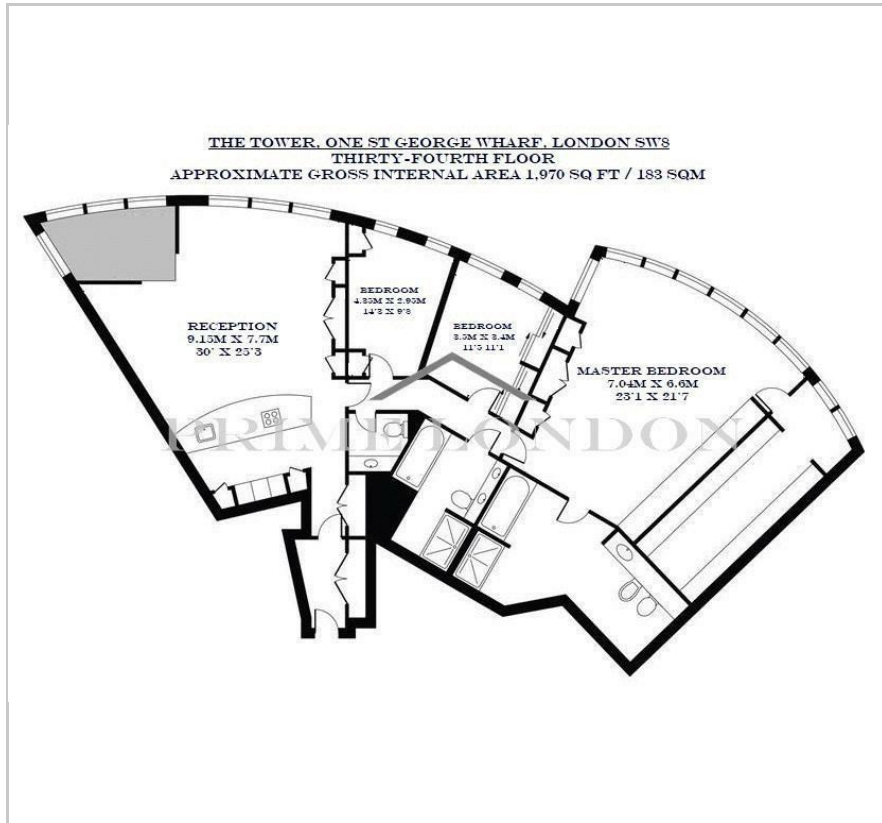 THE TOWER, ONE ST GEORGE WHARF, LONDON SW8
THIRTY-FOURTH FLOOR
APPROXIMATE GROSS INTERNAL AREA 1,970 SQ FT / 183 SQM
RECEPTION
9.15M X 7.7M
30' X 25'3
BEDROOM
4.35M X 2.95M
14'3 X 9'8
BEDROOM
3.5M X 3.4M
11'5 11'1
MASTER BEDROOM
7.04M X 6.6M
23'1 X 21'7
PRIME LONDON